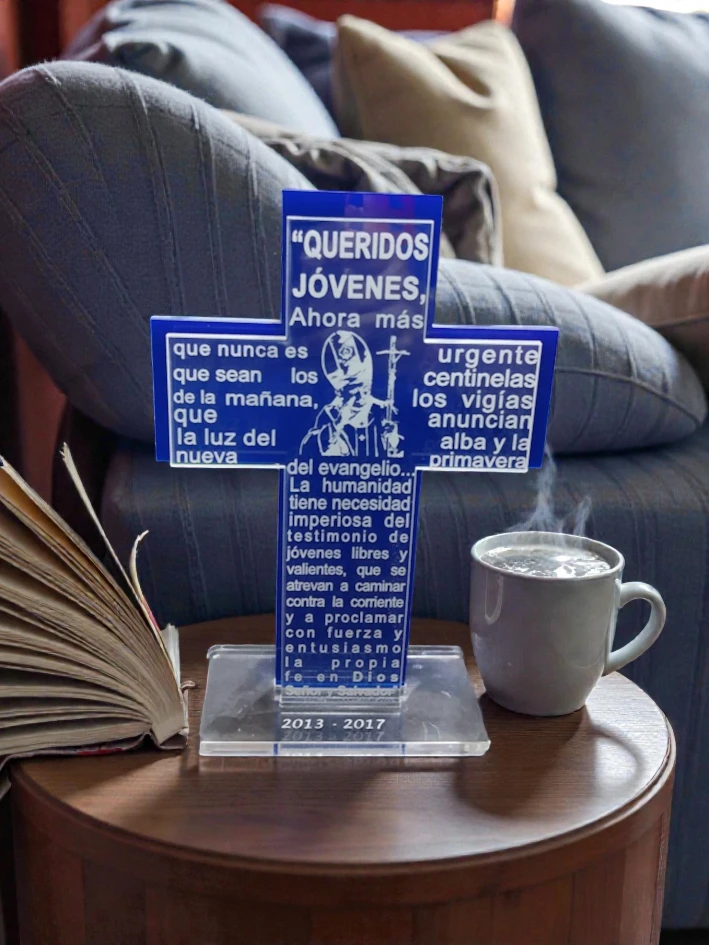 “QUERIDOS
JÓVENES,
Ahora más
que nunca es urgente
que sean los centinelas
de la mañana, los vigías
que anuncian
la luz del alba y la
nueva primavera
del evangelio...
La humanidad
tiene necesidad
imperiosa del
testimonio de
jóvenes libres y
valientes, que se
atrevan a caminar
contra la corriente
y a proclamar
con fuerza y
entusiasmo
la propia
fe en Dios
Señor y Salvador"
2013 - 2017